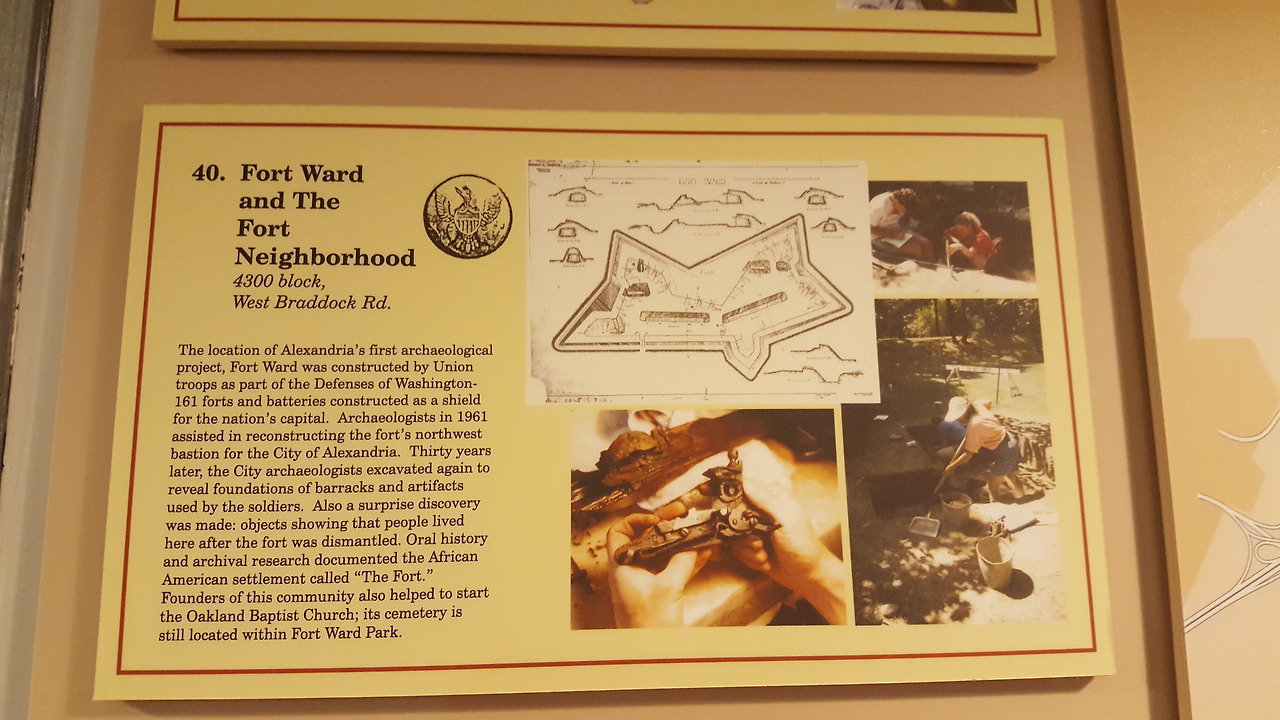 40. Fort Ward
and The
Fort
Neighborhood
4300 block,
West Braddock Rd.
The location of Alexandria's first archaeological
project, Fort Ward was constructed by Union
troops as part of the Defenses of Washington-
161 forts and batteries constructed as a shield
for the nation's capital. Archaeologists in 1961
assisted in reconstructing the fort's northwest
bastion for the City of Alexandria. Thirty years
later, the City archaeologists excavated again to
reveal foundations of barracks and artifacts
used by the soldiers. Also a surprise discovery
was made: objects showing that people lived
here after the fort was dismantled. Oral history
and archival research documented the African
American settlement called "The Fort."
Founders of this community also helped to start
the Oakland Baptist Church; its cemetery is
still located within Fort Ward Park.
FORT WARD